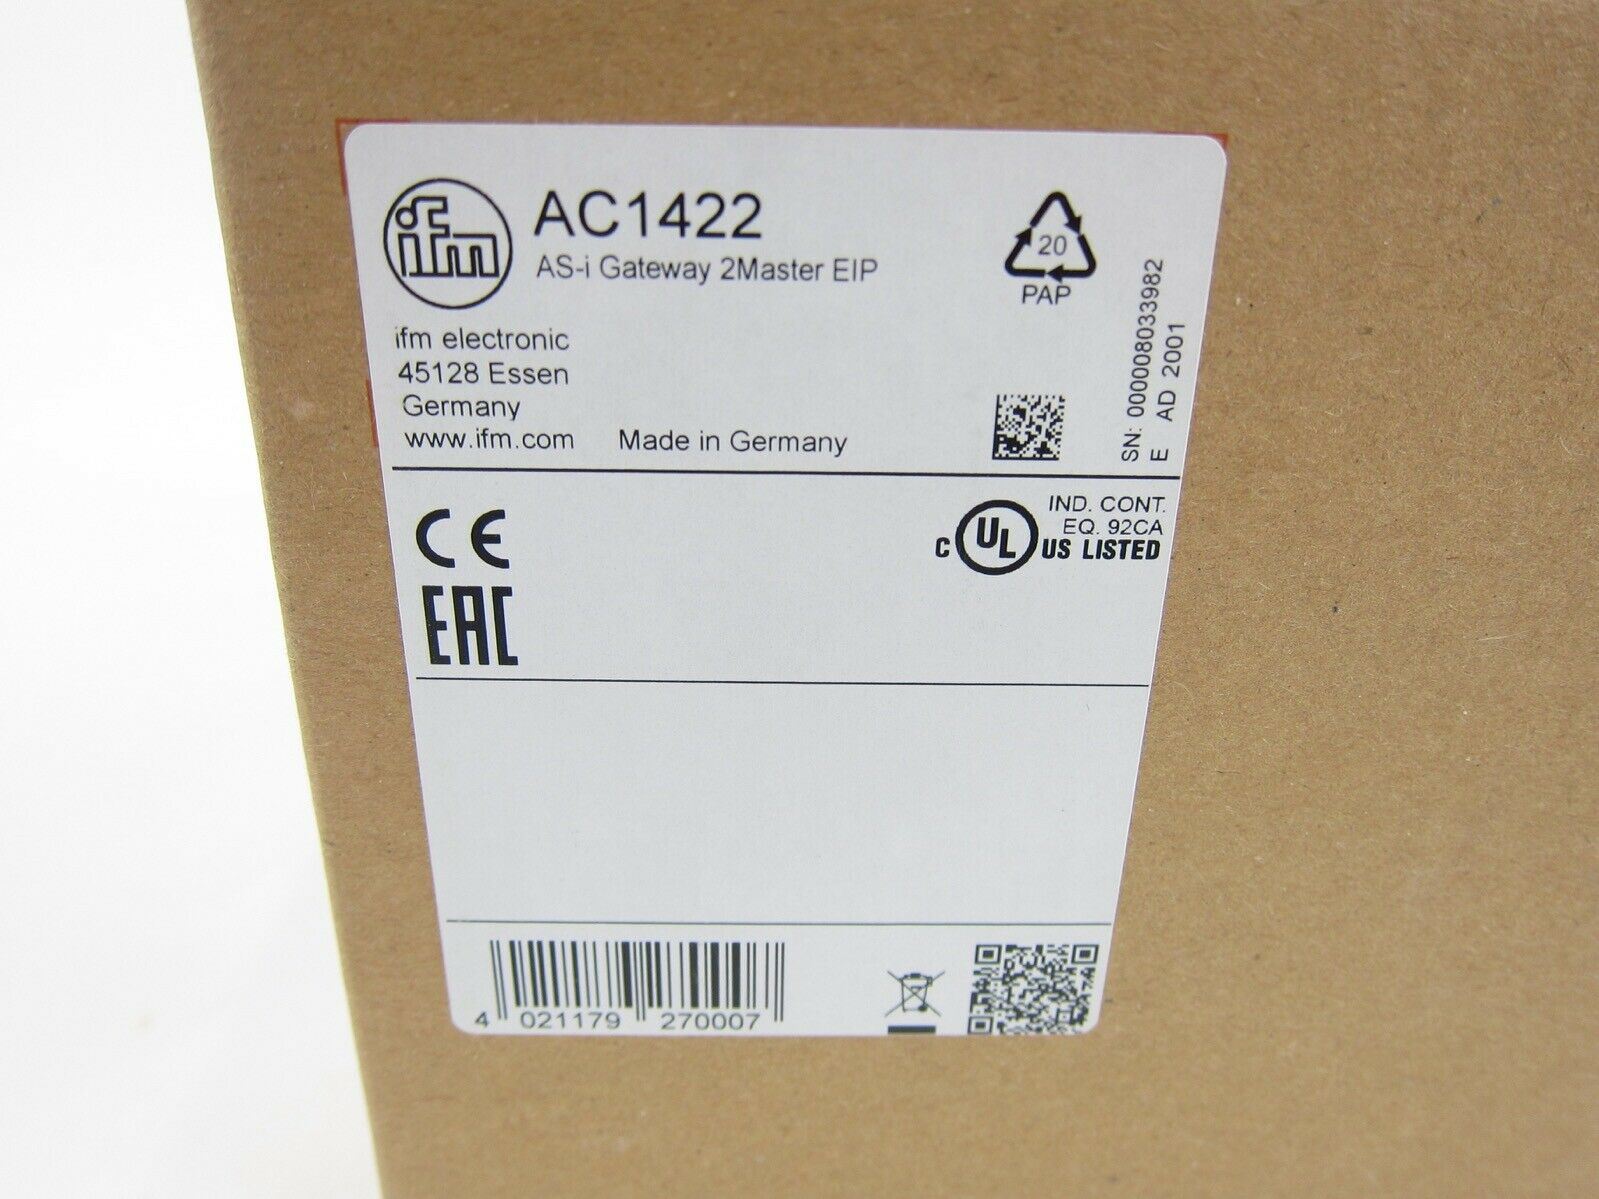 ifm
AC1422
AS-i Gateway 2Master EIP
20
PAP
ifm electronic
45128 Essen
Germany
www.ifm.com
Made in Germany
SN: 000008033982
E AD 2001
CE
EAC
IND. CONT.
EQ. 92CA
C UL US LISTED
4 021179 270007